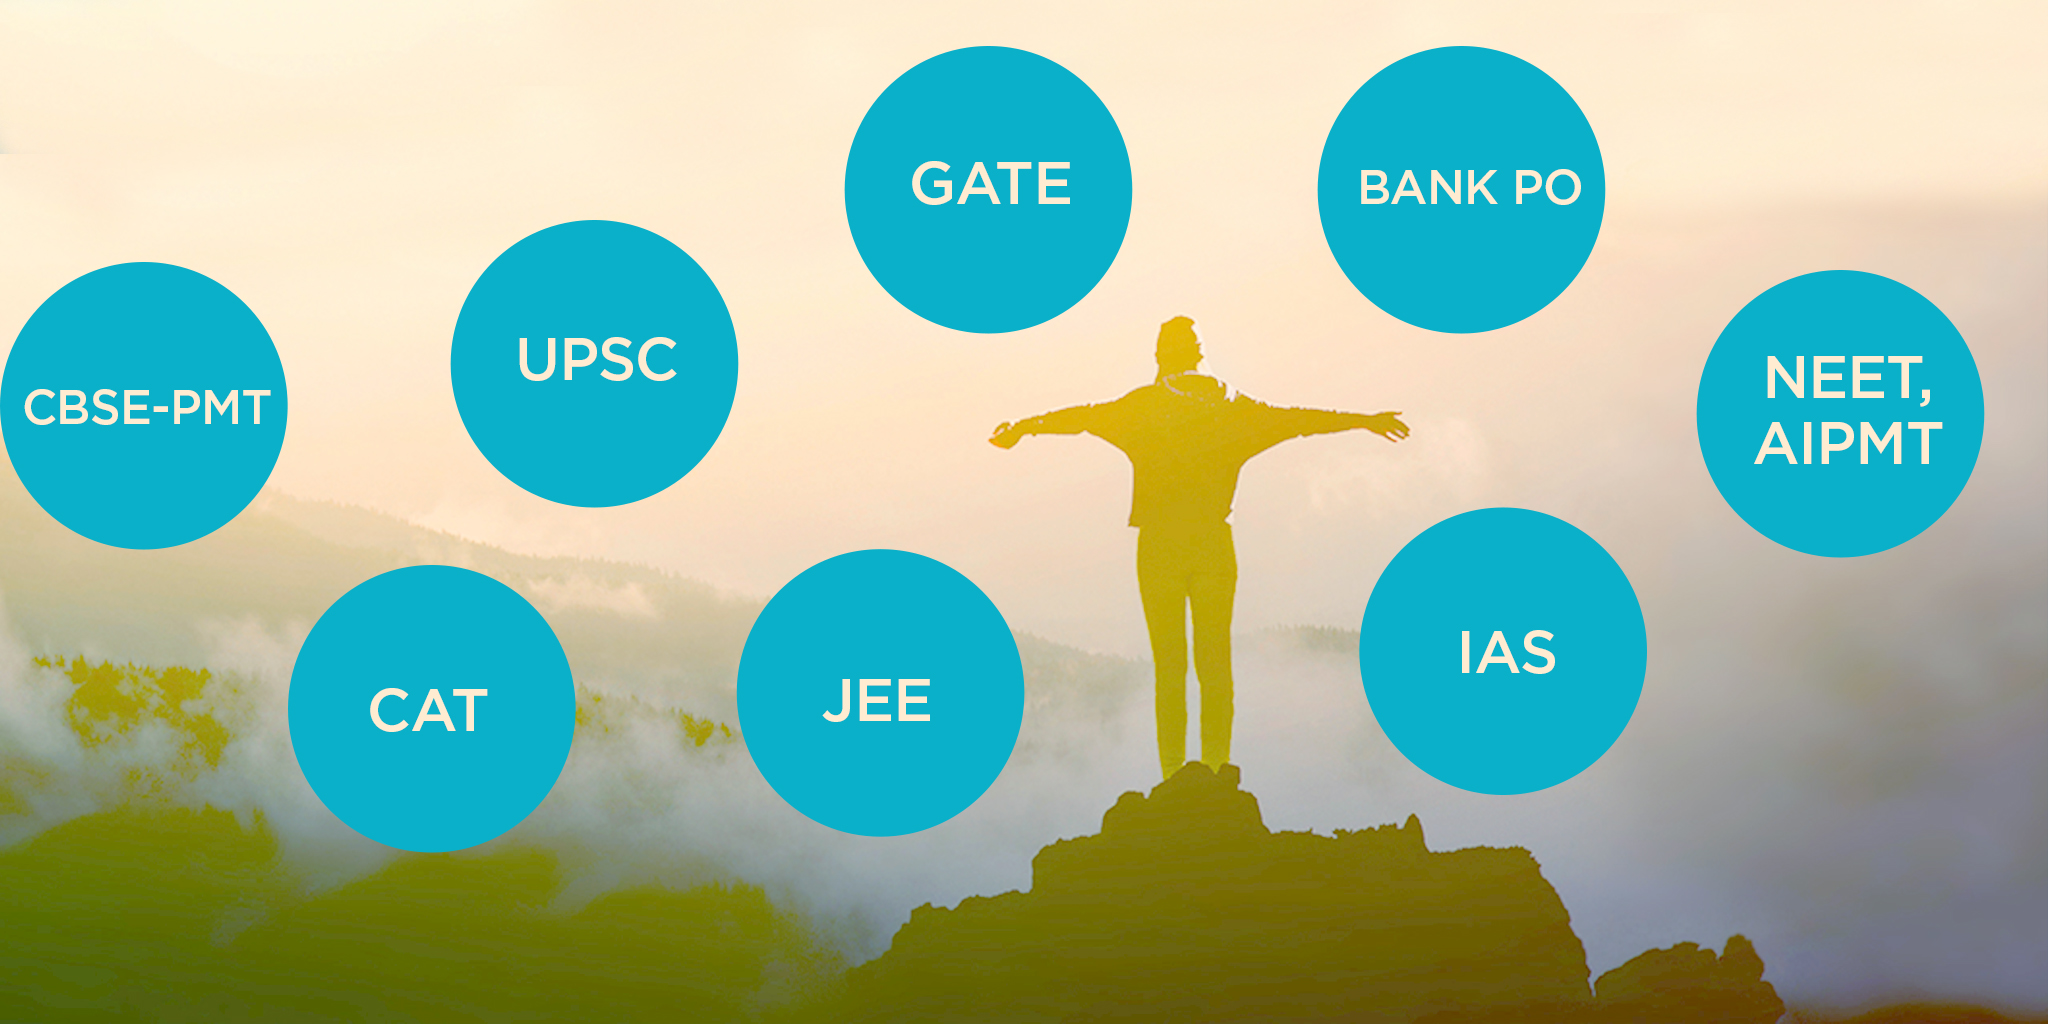 GATE
BANK PO
UPSC
CBSE-PMT
NEET,
AIPMT
IAS
JEE
CAT